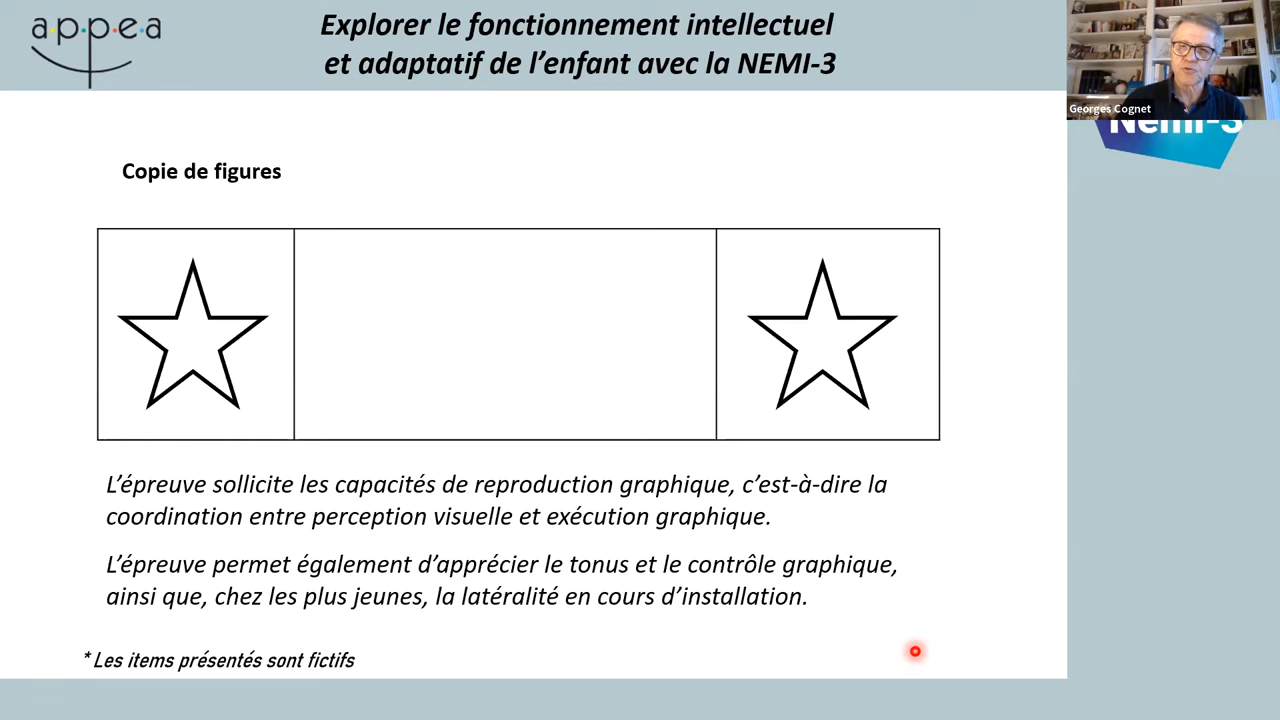 a·p·p·e·a
Explorer le fonctionnement intellectuel
et adaptatif de l'enfant avec la NEMI-3
Georges Cognet
Nemi-3
Copie de figures
L'épreuve sollicite les capacités de reproduction graphique, c'est-à-dire la
coordination entre perception visuelle et exécution graphique.
L'épreuve permet également d'apprécier le tonus et le contrôle graphique,
ainsi que, chez les plus jeunes, la latéralité en cours d'installation.
* Les items présentés sont fictifs